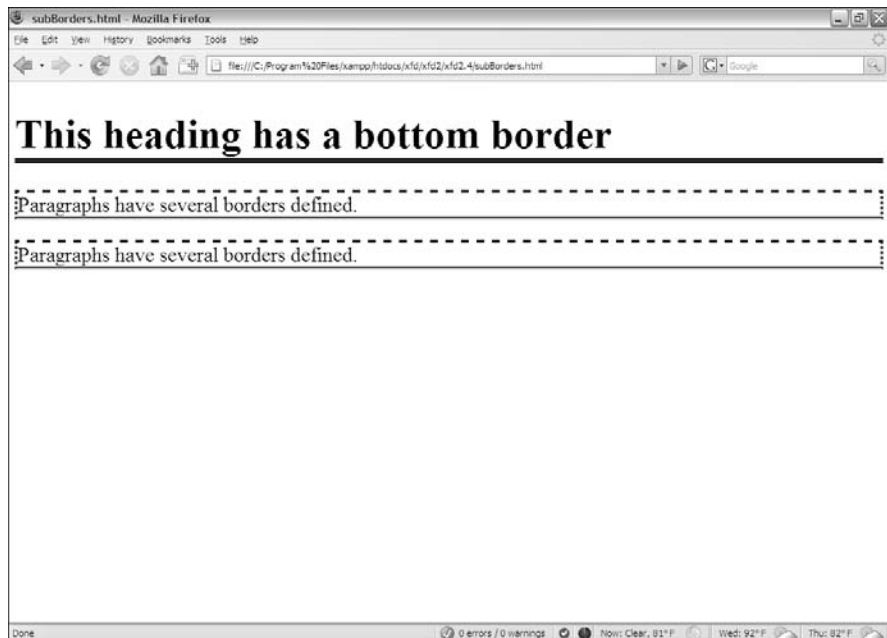 subBorders.html - Mozilla Firefox
File Edit View History Bookmarks Tools Help
file:///C:/Program%20Files/xampp/htdocs/xfd/xfd2/xfd2.4/subBorders.html
G Google
This heading has a bottom border
Paragraphs have several borders defined.
Paragraphs have several borders defined.
Done 0 errors / 0 warnings Now: Clear, 81° F Wed: 92° F Thu: 82° F